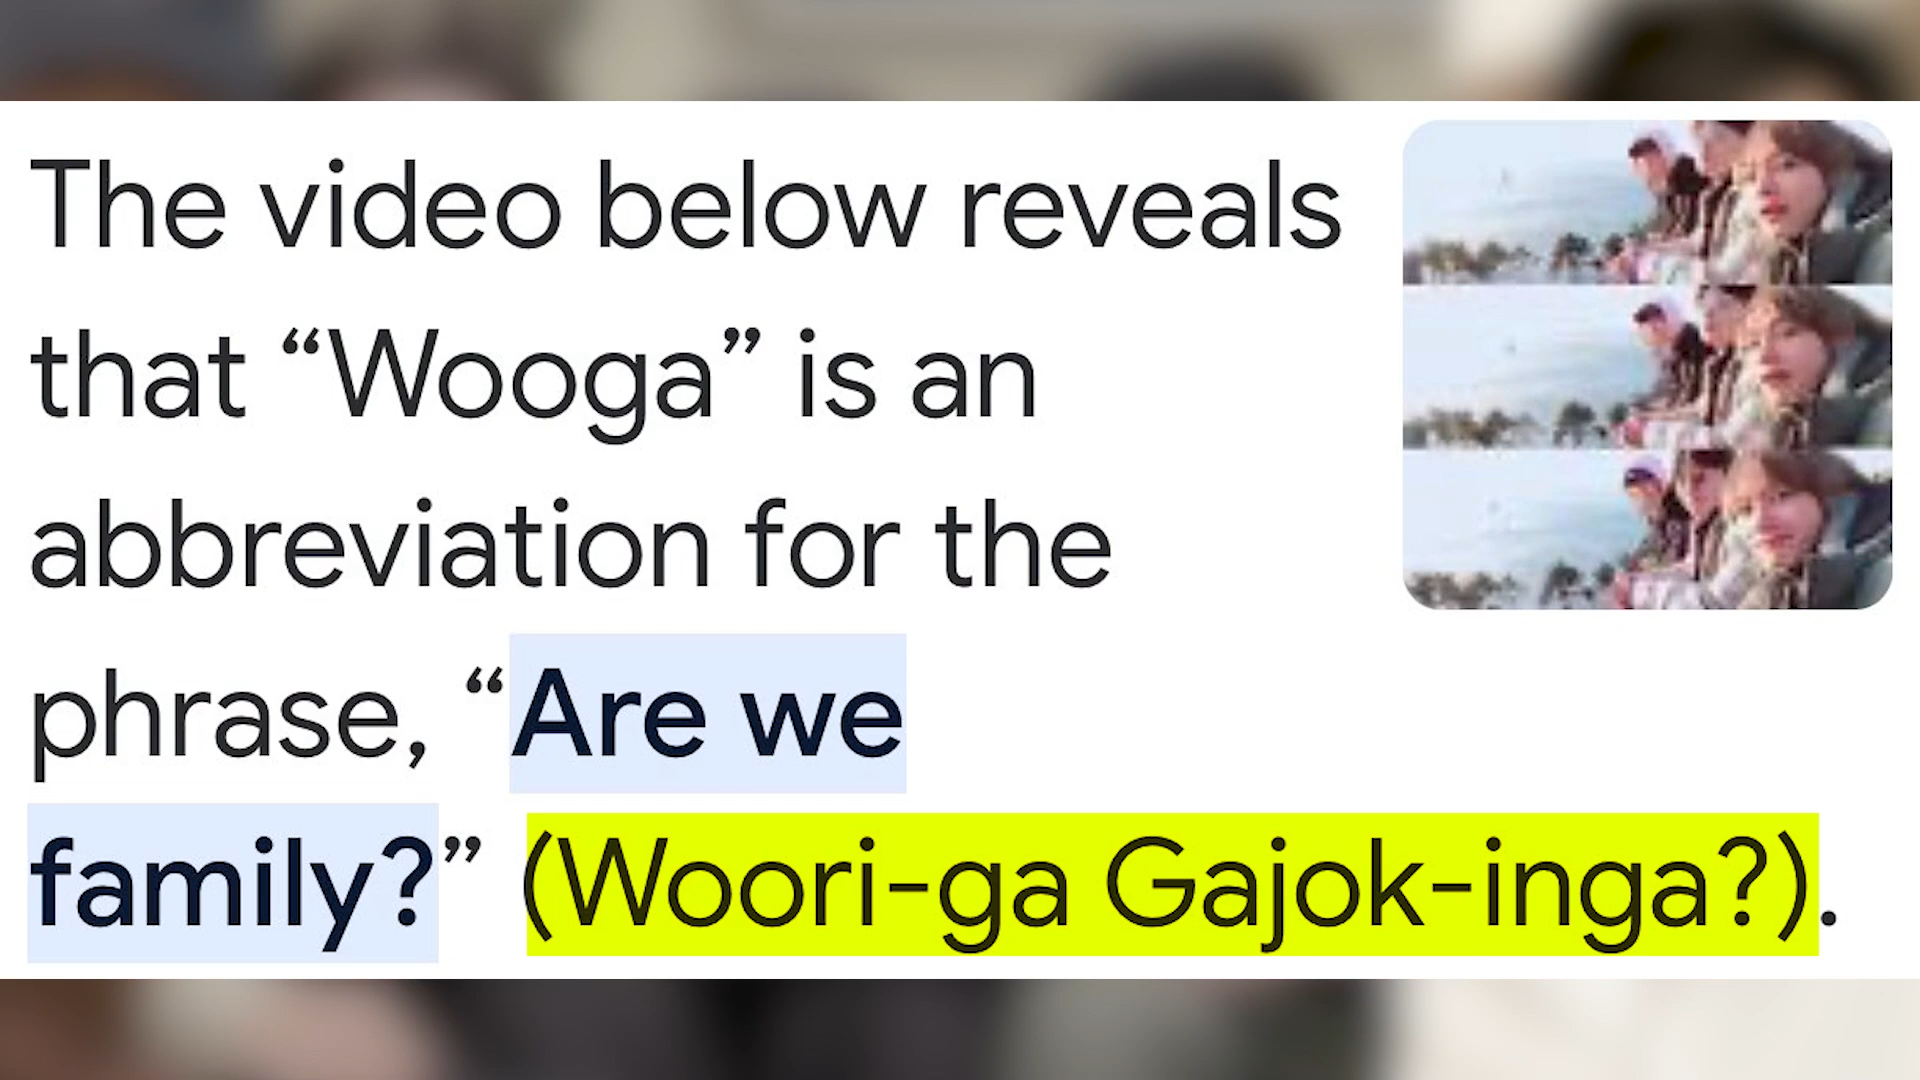 The video below reveals
that “Wooga” is an
abbreviation for the
phrase, “Are we
family?” (Woori-ga Gajok-inga?).